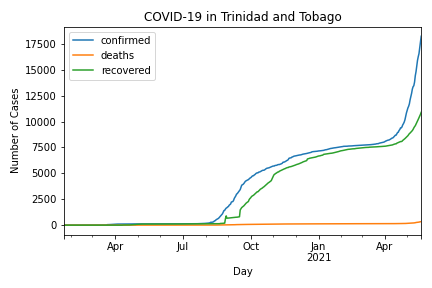 COVID-19 in Trinidad and Tobago
confirmed
deaths
recovered
Number of Cases
17500
15000
12500
10000
7500
5000
2500
0
Apr Jul Oct Jan Apr
2021
Day